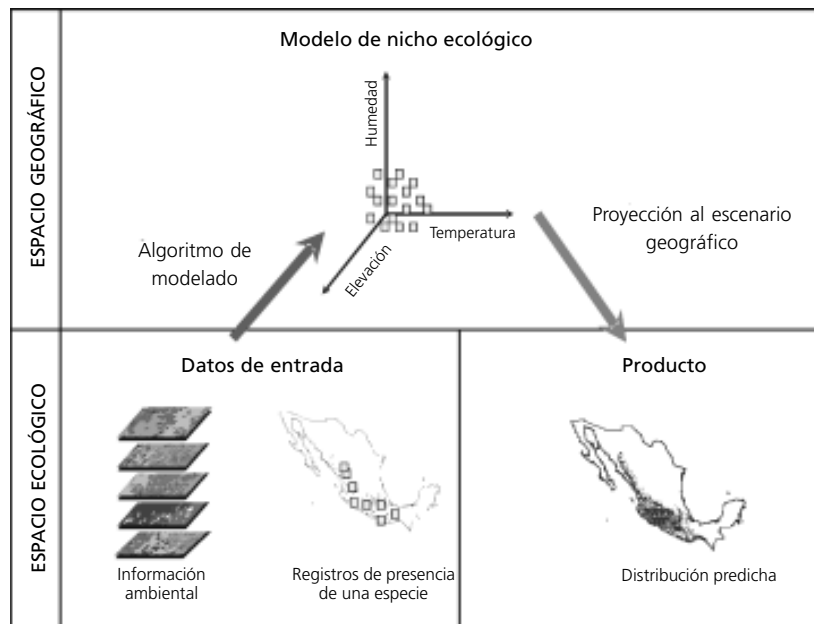 Modelo de nicho ecológico
ESPACIO GEOGRÁFICO
Humedad
Temperatura
Elevación
Algoritmo de
modelado
Proyección al escenario
geográfico
ESPACIO ECOLÓGICO
Datos de entrada
Información
ambiental
Registros de presencia
de una especie
Producto
Distribución predicha